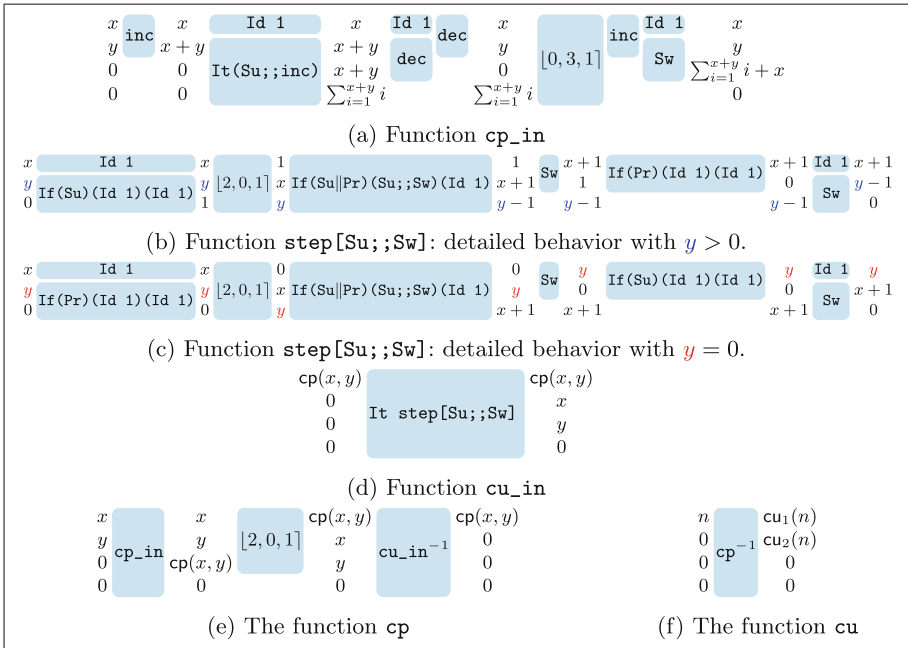 x inc x Id 1 x Id 1 dec x ⌊0, 3, 1⌉ inc Id 1 x
y x + y It(Su;;inc) x + y dec y Sw y
0 0 x + y 0 \sum_{i=1}^{x+y} i + x
0 0 \sum_{i=1}^{x+y} i \sum_{i=1}^{x+y} i 0
(a) Function cp_in
x Id 1 x ⌊2, 0, 1⌉ 1 If(Su‖Pr)(Su;;Sw)(Id 1) 1 Sw x + 1 If(Pr)(Id 1)(Id 1) x + 1 Id 1 x + 1
y If(Su)(Id 1)(Id 1) y x x + 1 1 0 Sw y − 1
0 1 y y − 1 y − 1 y − 1 0
(b) Function step[Su;;Sw]: detailed behavior with y > 0.
x Id 1 x ⌊2, 0, 1⌉ 0 If(Su‖Pr)(Su;;Sw)(Id 1) 0 Sw y If(Su)(Id 1)(Id 1) y Id 1 y
y If(Pr)(Id 1)(Id 1) y x y 0 0 Sw x + 1
0 0 y x + 1 x + 1 x + 1 0
(c) Function step[Su;;Sw]: detailed behavior with y = 0.
cp(x, y) It step[Su;;Sw] cp(x, y)
0 x
0 y
0 0
(d) Function cu_in
x cp_in x ⌊2, 0, 1⌉ cp(x, y) cu_in⁻¹ cp(x, y)
y y x 0
0 cp(x, y) y 0
0 0 0 0
(e) The function cp
n cp⁻¹ cu₁(n)
0 cu₂(n)
0 0
0 0
(f) The function cu